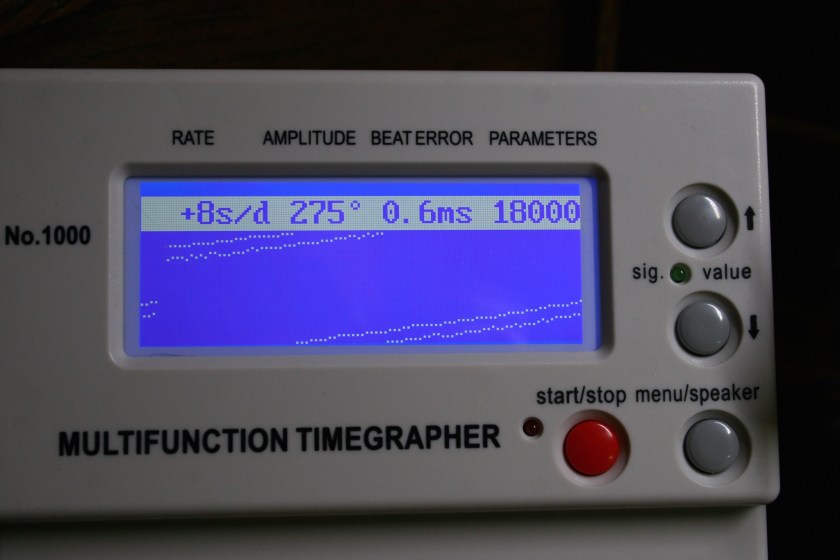 RATE AMPLITUDE BEAT ERROR PARAMETERS
+8s/d 275° 0.6ms 18000
No.1000
sig. value
start/stop menu/speaker
MULTIFUNCTION TIMEGRAPHER